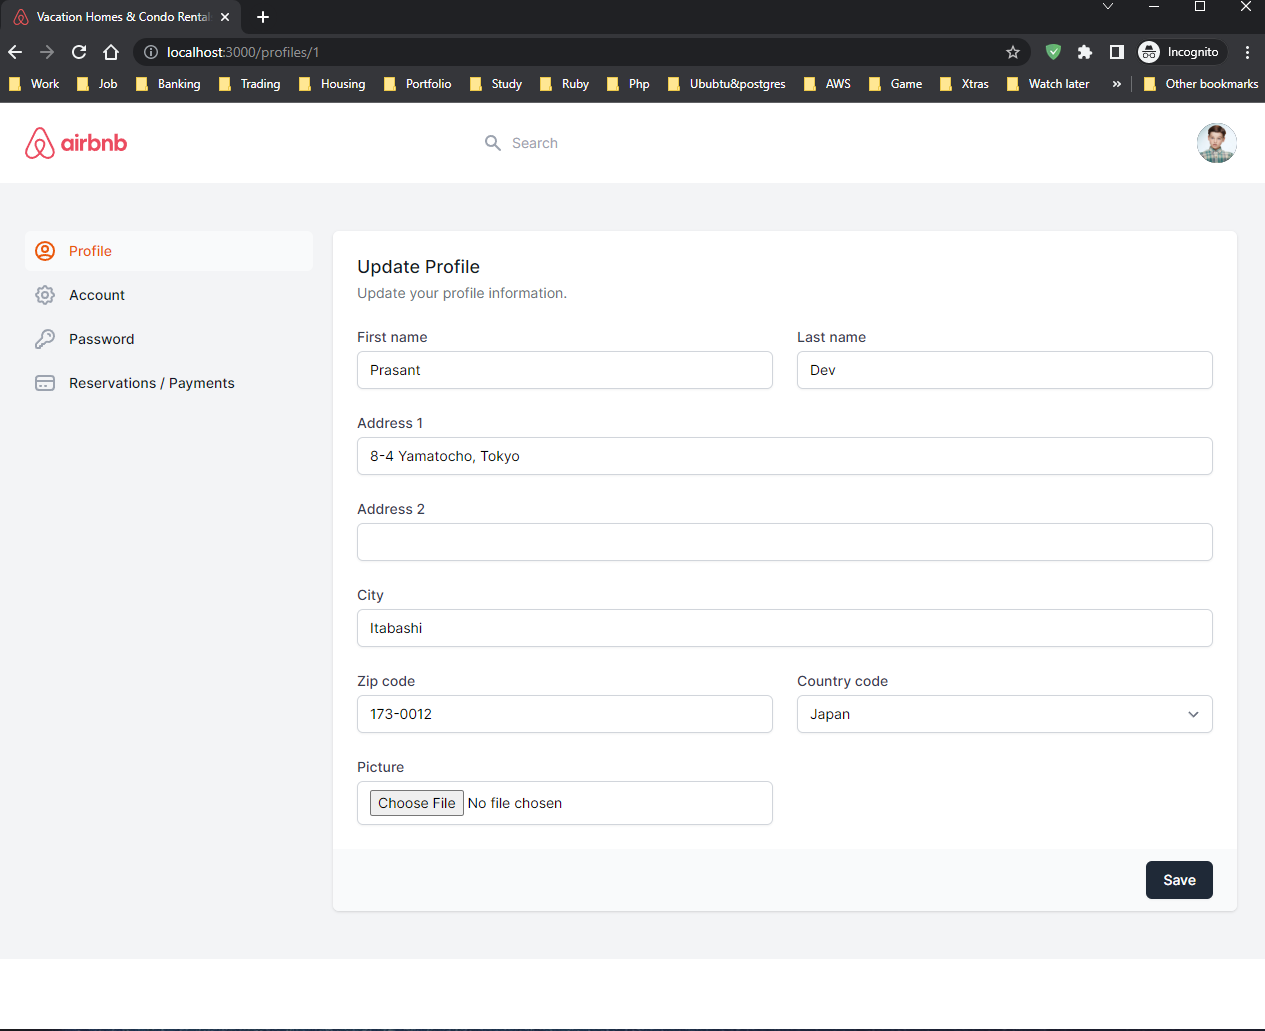 Vacation Homes & Condo Rental
localhost:3000/profiles/1
Incognito
Work Job Banking Trading Housing Portfolio Study Ruby Php Ububtu&postgres AWS Game Xtras Watch later » Other bookmarks
airbnb
Search
Profile
Account
Password
Reservations / Payments
Update Profile
Update your profile information.
First name Last name
Prasant Dev
Address 1
8-4 Yamatocho, Tokyo
Address 2
City
Itabashi
Zip code Country code
173-0012 Japan
Picture
Choose File No file chosen
Save